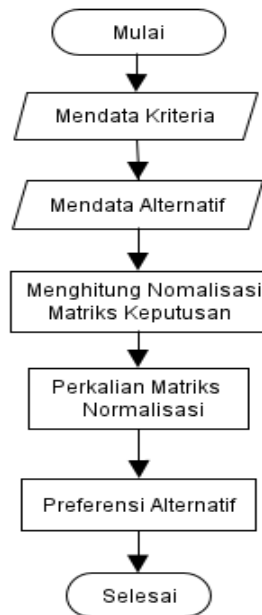 Mulai
Mendata Kriteria
Mendata Alternatif
Menghitung Nomalisasi
Matriks Keputusan
Perkalian Matriks
Normalisasi
Preferensi Alternatif
Selesai